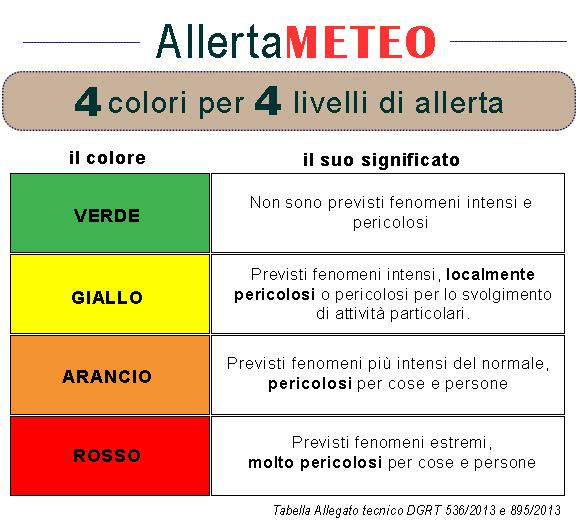 AllertaMETEO
4 colori per 4 livelli di allerta
il colore
il suo significato
VERDE
Non sono previsti fenomeni intensi e
pericolosi
GIALLO
Previsti fenomeni intensi, localmente
pericolosi o pericolosi per lo svolgimento
di attività particolari.
ARANCIO
Previsti fenomeni più intensi del normale,
pericolosi per cose e persone
ROSSO
Previsti fenomeni estremi,
molto pericolosi per cose e persone
Tabella Allegato tecnico DGRT 536/2013 e 895/2013